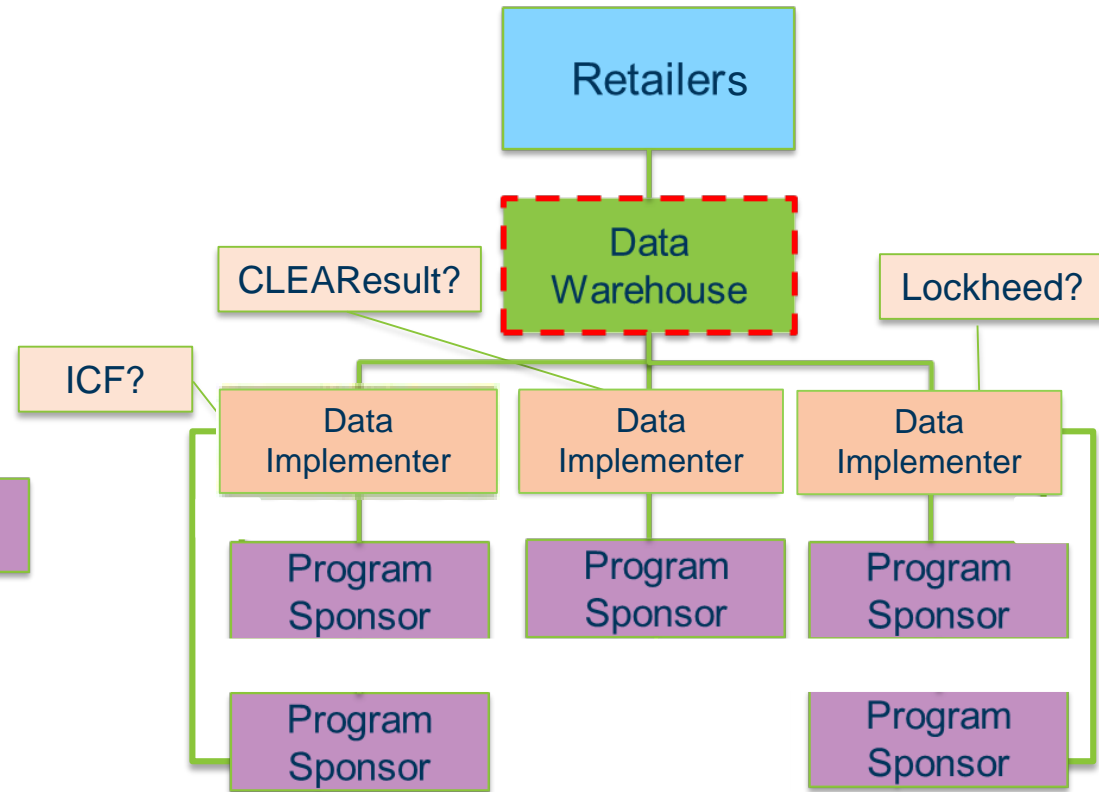 Retailers
Data
Warehouse
CLEAResult?
Lockheed?
ICF?
Data
Implementer
Data
Implementer
Data
Implementer
Program
Sponsor
Program
Sponsor
Program
Sponsor
Program
Sponsor
Program
Sponsor